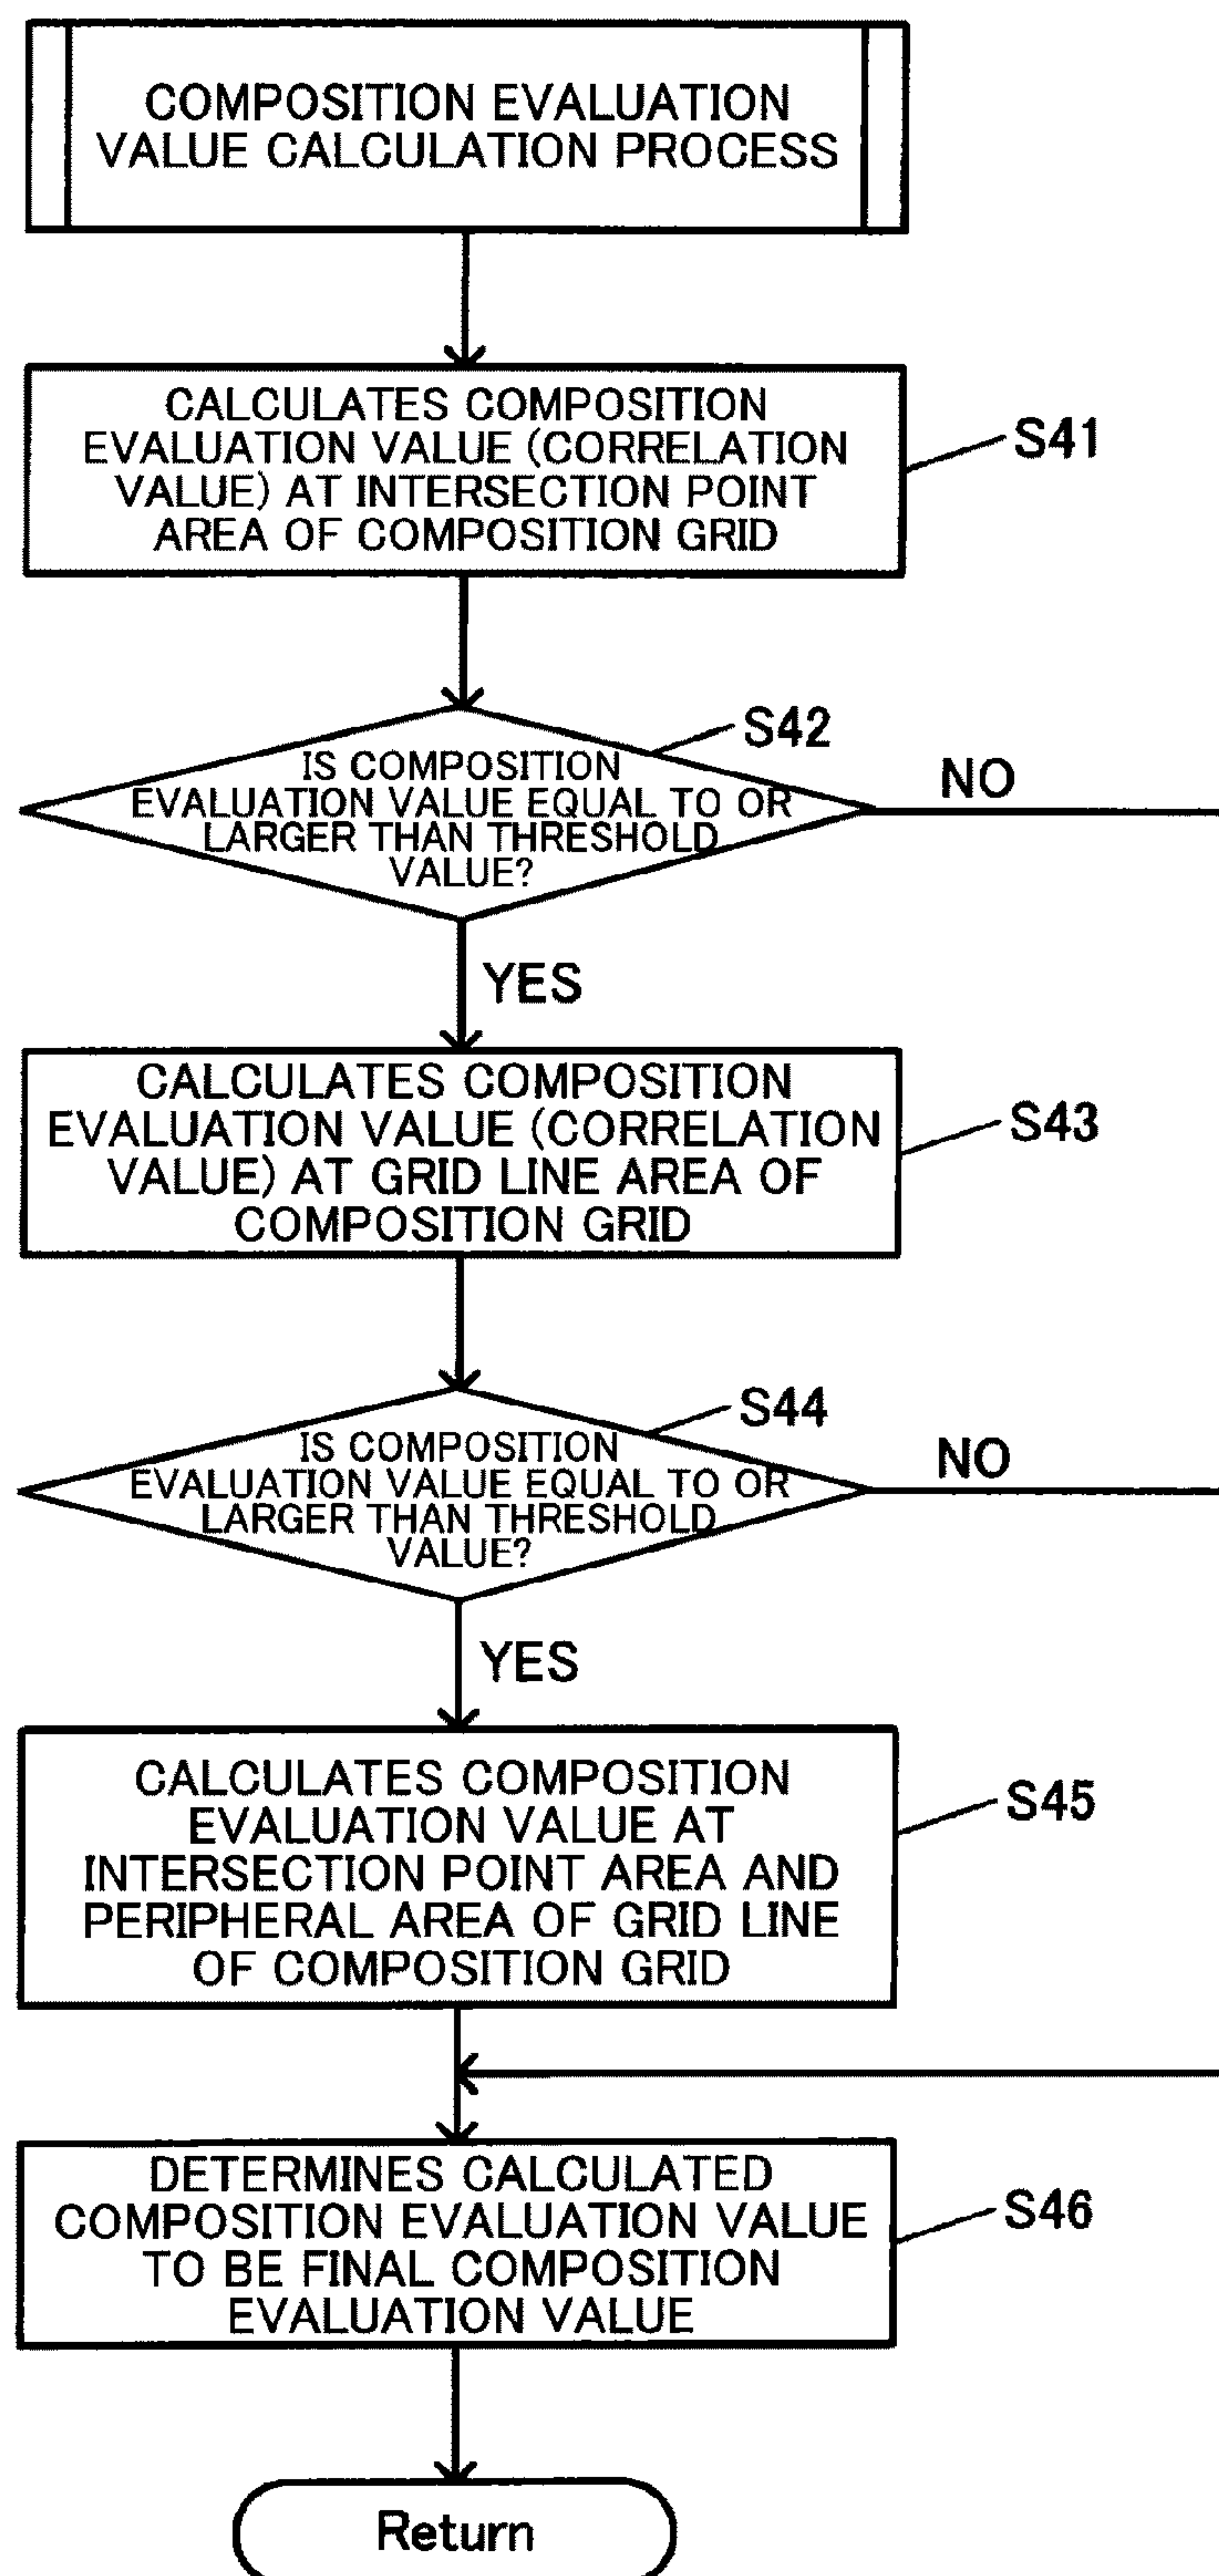 COMPOSITION EVALUATION
VALUE CALCULATION PROCESS
CALCULATES COMPOSITION
EVALUATION VALUE (CORRELATION
VALUE) AT INTERSECTION POINT
AREA OF COMPOSITION GRID
S41
S42
IS COMPOSITION
EVALUATION VALUE EQUAL TO OR
LARGER THAN THRESHOLD
VALUE?
NO
YES
CALCULATES COMPOSITION
EVALUATION VALUE (CORRELATION
VALUE) AT GRID LINE AREA OF
COMPOSITION GRID
S43
S44
IS COMPOSITION
EVALUATION VALUE EQUAL TO OR
LARGER THAN THRESHOLD
VALUE?
NO
YES
CALCULATES COMPOSITION
EVALUATION VALUE AT
INTERSECTION POINT AREA AND
PERIPHERAL AREA OF GRID LINE
OF COMPOSITION GRID
S45
DETERMINES CALCULATED
COMPOSITION EVALUATION VALUE
TO BE FINAL COMPOSITION
EVALUATION VALUE
S46
Return